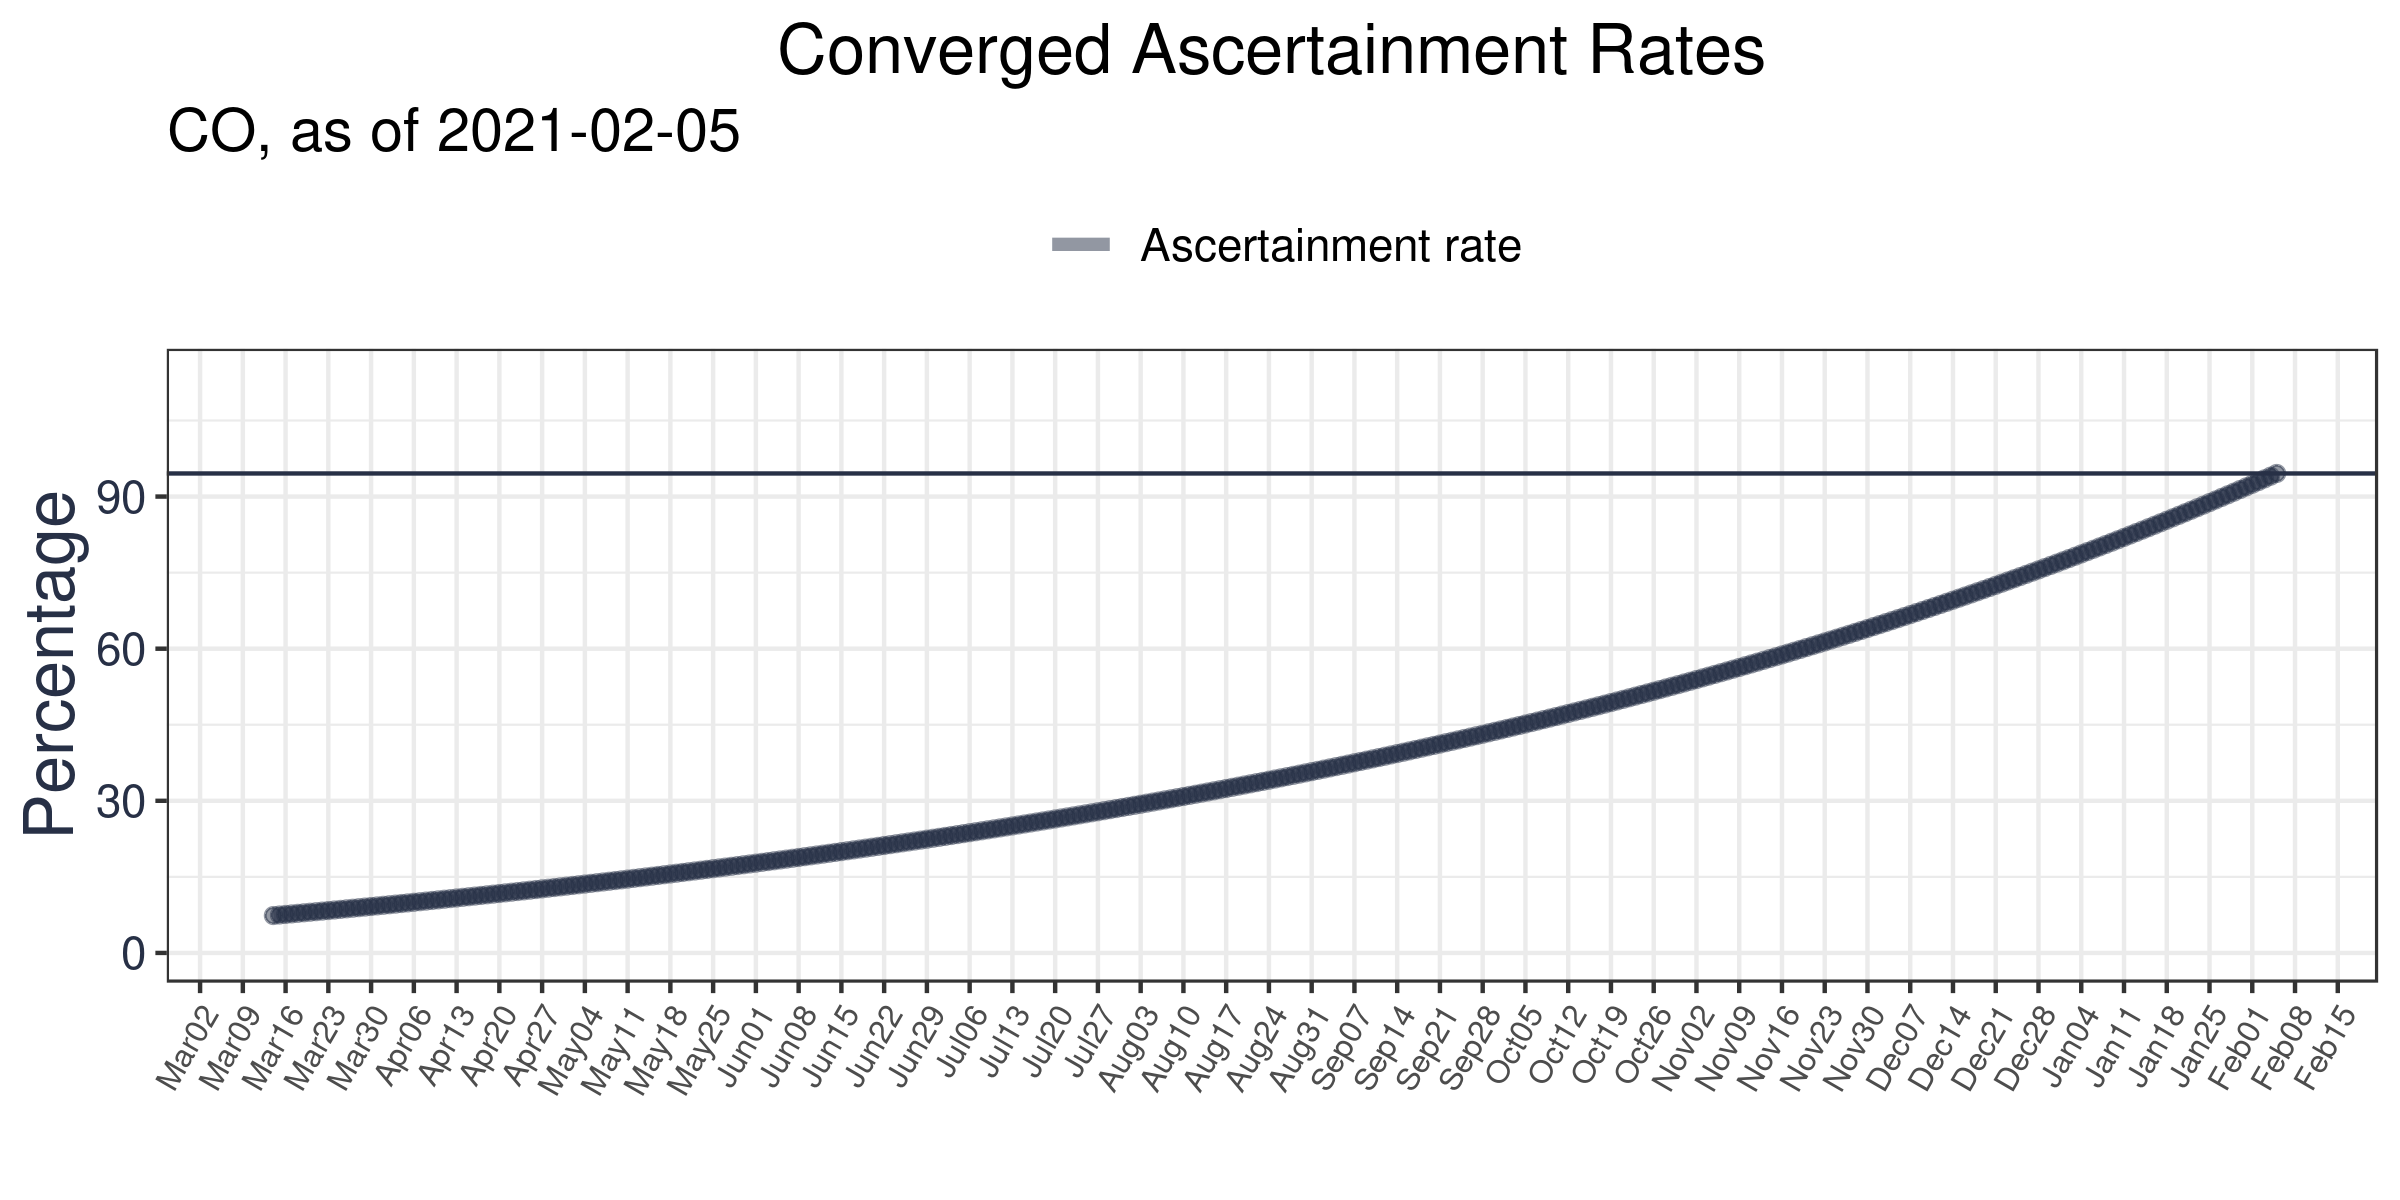 Converged Ascertainment Rates
CO, as of 2021-02-05
Ascertainment rate
Percentage
90
60
30
0
Mar02 Mar09 Mar16 Mar23 Mar30 Apr06 Apr13 Apr20 Apr27 May04 May11 May18 May25 Jun01 Jun08 Jun15 Jun22 Jun29 Jul06 Jul13 Jul20 Jul27 Aug03 Aug10 Aug17 Aug24 Aug31 Sep07 Sep14 Sep21 Sep28 Oct05 Oct12 Oct19 Oct26 Nov02 Nov09 Nov16 Nov23 Nov30 Dec07 Dec14 Dec21 Dec28 Jan04 Jan11 Jan18 Jan25 Feb01 Feb08 Feb15